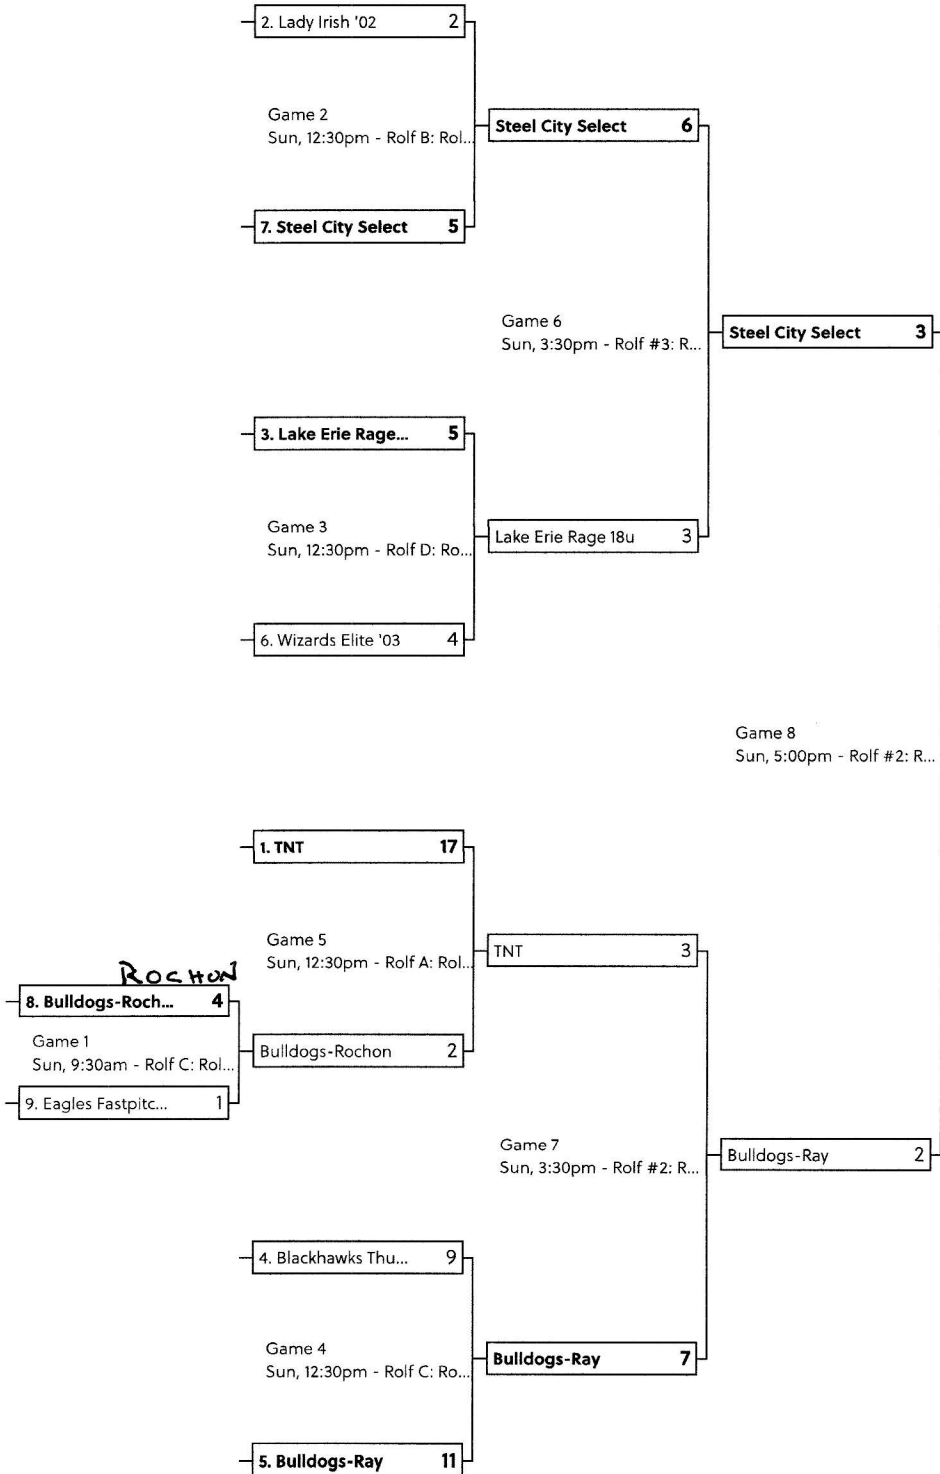 2. Lady Irish '02 2
Game 2
Sun, 12:30pm - Rolf B: Rol...
Steel City Select 6
7. Steel City Select 5
Game 6
Sun, 3:30pm - Rolf #3: R...
Steel City Select 3
3. Lake Erie Rage... 5
Game 3
Sun, 12:30pm - Rolf D: Ro...
Lake Erie Rage 18u 3
6. Wizards Elite '03 4
Game 8
Sun, 5:00pm - Rolf #2: R...
1. TNT 17
Game 5
Sun, 12:30pm - Rolf A: Rol...
TNT 3
ROCHON
8. Bulldogs-Roch... 4
Game 1
Sun, 9:30am - Rolf C: Rol...
Bulldogs-Rochon 2
9. Eagles Fastpitc... 1
Game 7
Sun, 3:30pm - Rolf #2: R...
Bulldogs-Ray 2
4. Blackhawks Thu... 9
Game 4
Sun, 12:30pm - Rolf C: Ro...
Bulldogs-Ray 7
5. Bulldogs-Ray 11